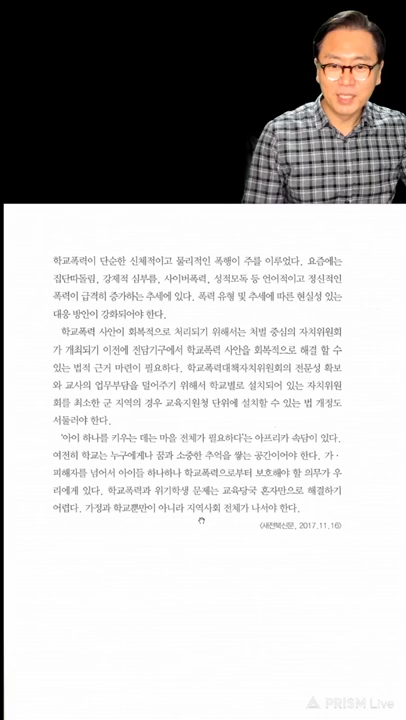 학교폭력이 단순한 신체적이고 물리적인 폭행이 주를 이루었다. 요즘에는
집단따돌림, 강제적 심부름, 사이버폭력, 성적모독 등 언어적이고 정신적인
폭력이 급격히 증가하는 추세에 있다. 폭력 유형 및 추세에 따른 현실성 있는
대응 방안이 강화되어야 한다.
학교폭력 사안이 회복적으로 처리되기 위해서는 처벌 중심의 자치위원회
가 개최되기 이전에 전담기구에서 학교폭력 사안을 회복적으로 해결 할 수
있는 법적 근거 마련이 필요하다. 학교폭력대책자치위원회의 전문성 확보
와 교사의 업무부담을 덜어주기 위해서 학교별로 설치되어 있는 자치위원
회를 최소한 군 지역의 경우 교육지원청 단위에 설치할 수 있는 법 개정도
서둘러야 한다.
'아이 하나를 키우는 데는 마을 전체가 필요하다'는 아프리카 속담이 있다.
여전히 학교는 누구에게나 꿈과 소중한 추억을 쌓는 공간이어야 한다. 가·
피해자를 넘어서 아이들 하나하나 학교폭력으로부터 보호해야 할 의무가 우
리에게 있다. 학교폭력과 위기학생 문제는 교육당국 혼자만으로 해결하기
어렵다. 가정과 학교뿐만이 아니라 지역사회 전체가 나서야 한다.
(새전북신문, 2017.11.16)
PRISM Live